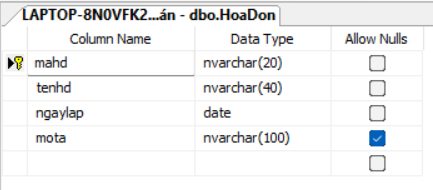 LAPTOP-8N0VFK2...án - dbo.HoaDon
Column Name Data Type Allow Nulls
mahd nvarchar(20)
tenhd nvarchar(40)
ngaylap date
mota nvarchar(100)